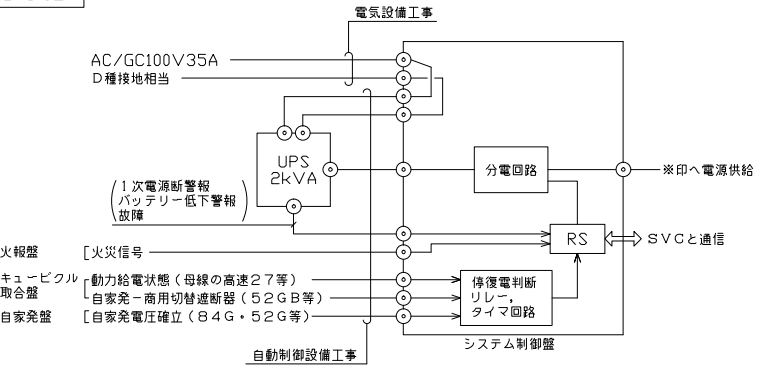 電気設備工事
AC/GC100V35A
D種接地相当
UPS
2kVA
分電回路
※印へ電源供給
1次電源断警報
バッテリー低下警報
故障
火報盤
[火災信号
RS
SVGと通信
キュービクル
取合盤
動力給電状態(母線の高速27等)
自家発-商用切替遮断器(52GB等)
自家発盤
[自家発電圧確立(84G・52G等)
停復電判断
リレー,
タイマ回路
システム制御盤
自動制御設備工事